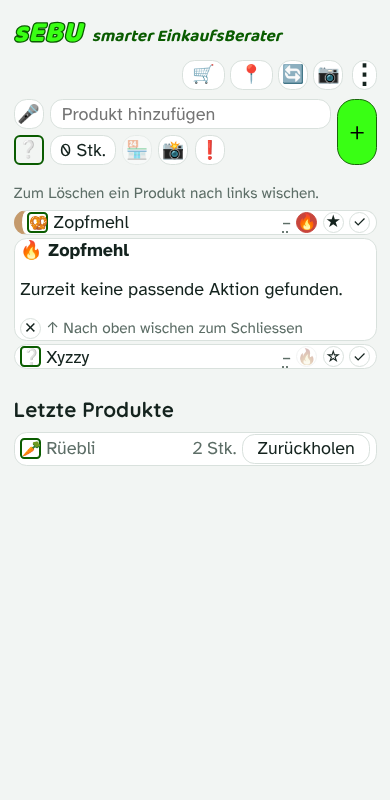 sEBU smarter EinkaufsBerater
Produkt hinzufügen
0 Stk.
+
Zum Löschen ein Produkt nach links wischen.
Zopfmehl –
Zopfmehl
Zurzeit keine passende Aktion gefunden.
↑ Nach oben wischen zum Schliessen
Xyzzy –
Letzte Produkte
Rüebli 2 Stk. Zurückholen